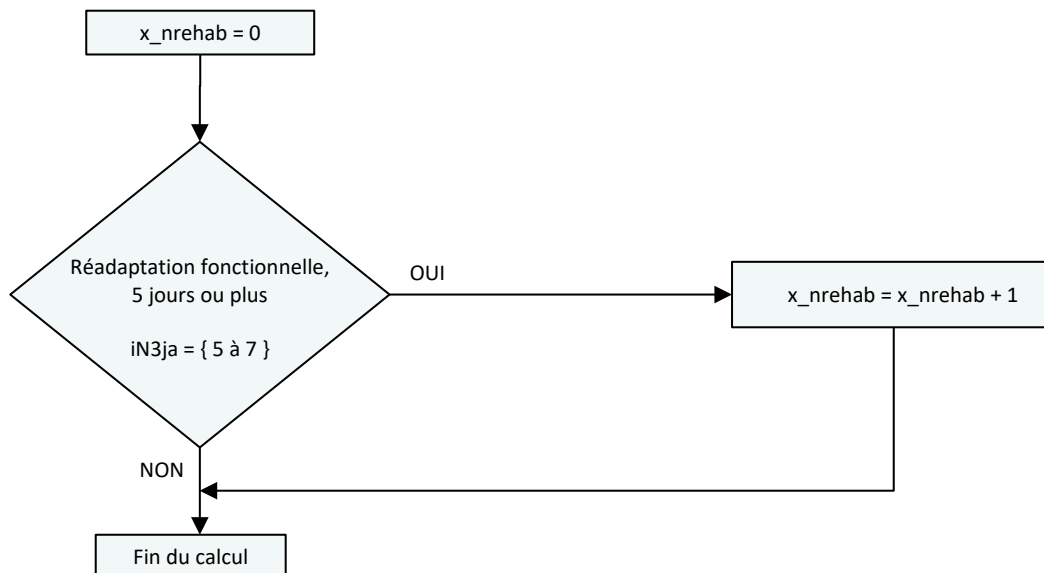 x_nrehab = 0
Réadaptation fonctionnelle,
5 jours ou plus
iN3ja = { 5 à 7 }
OUI
x_nrehab = x_nrehab + 1
NON
Fin du calcul